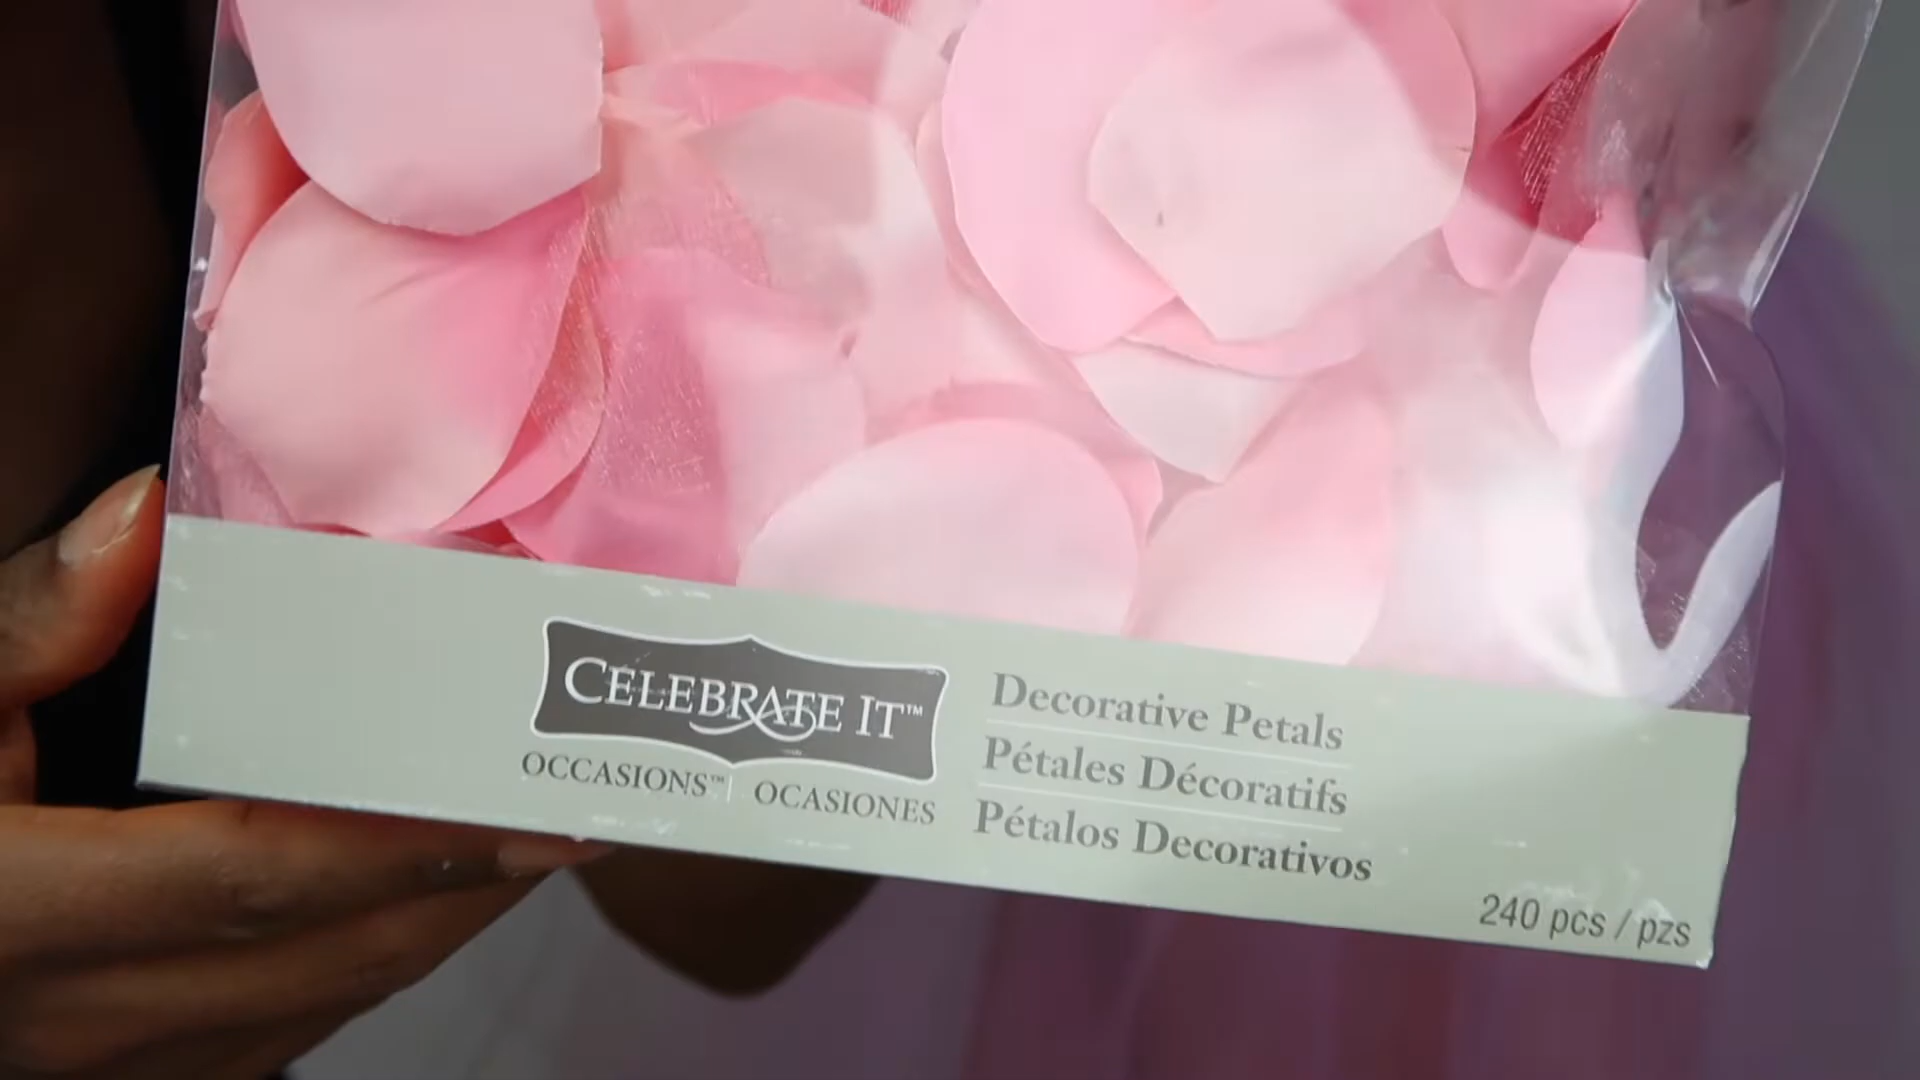 CELEBRATE IT™
OCCASIONS™ | OCASIONES
Decorative Petals
Pétales Décoratifs
Pétalos Decorativos
240 pcs / pzs